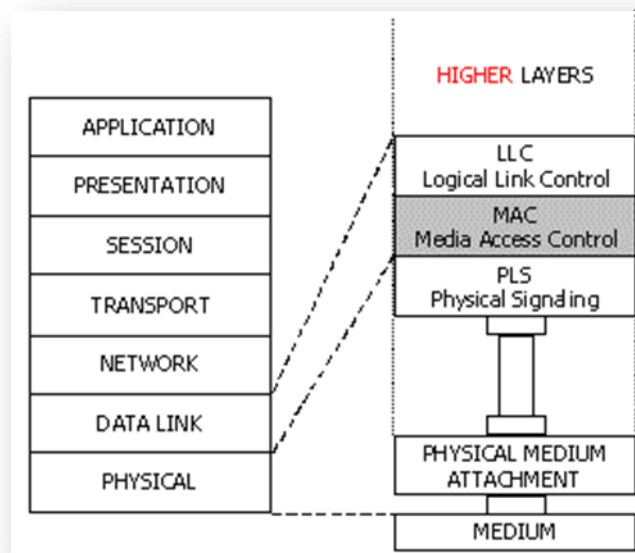 APPLICATION
PRESENTATION
SESSION
TRANSPORT
NETWORK
DATA LINK
PHYSICAL
HIGHER LAYERS
LLC
Logical Link Control
MAC
Media Access Control
PLS
Physical Signaling
PHYSICAL MEDIUM
ATTACHMENT
MEDIUM